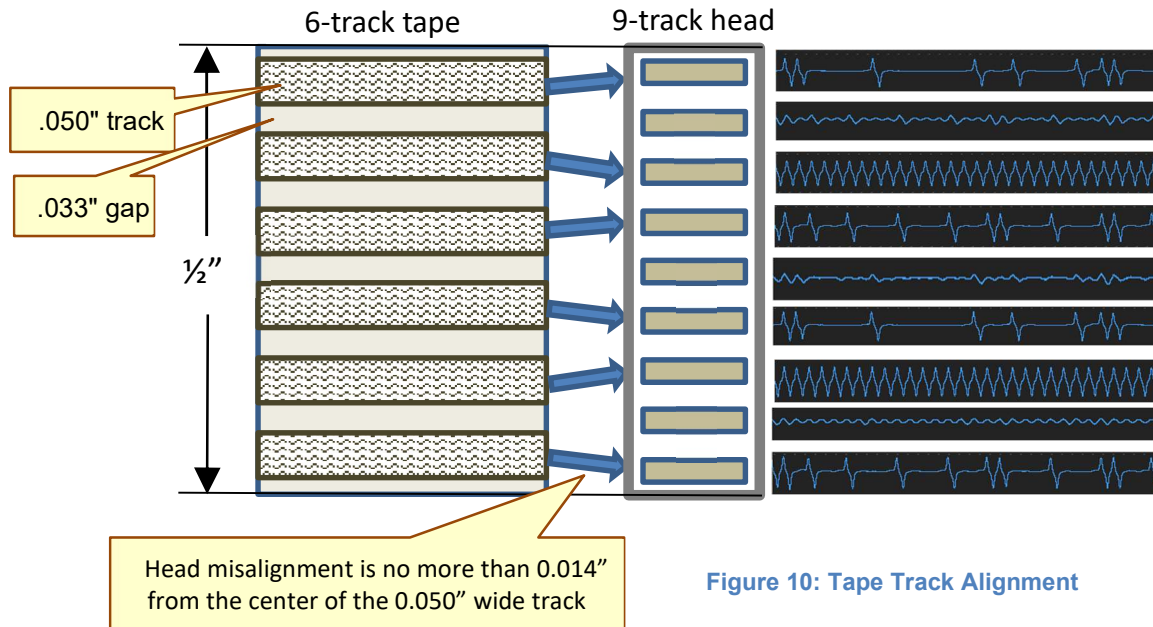 6-track tape
9-track head
.050" track
.033" gap
½”
Head misalignment is no more than 0.014”
from the center of the 0.050” wide track
Figure 10: Tape Track Alignment